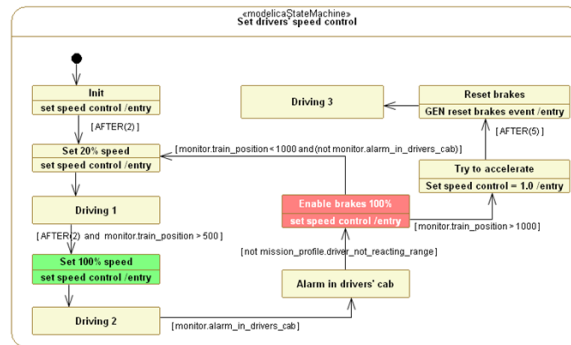 «modelicaStateMachine»
Set drivers' speed control
Init
set speed control /entry
[AFTER(2)]
Set 20% speed
set speed control /entry
Driving 1
[AFTER(2) and monitor.train_position > 500]
Set 100% speed
set speed control /entry
Driving 2
[monitor.alarm_in_drivers_cab]
Alarm in drivers' cab
[not mission_profile.driver_not_reacting_range]
Enable brakes 100%
set speed control /entry
[monitor.train_position < 1000 and (not monitor.alarm_in_drivers_cab)]
[monitor.train_position > 1000]
Try to accelerate
Set speed control = 1.0 /entry
[AFTER(5)]
Reset brakes
GEN reset brakes event /entry
Driving 3